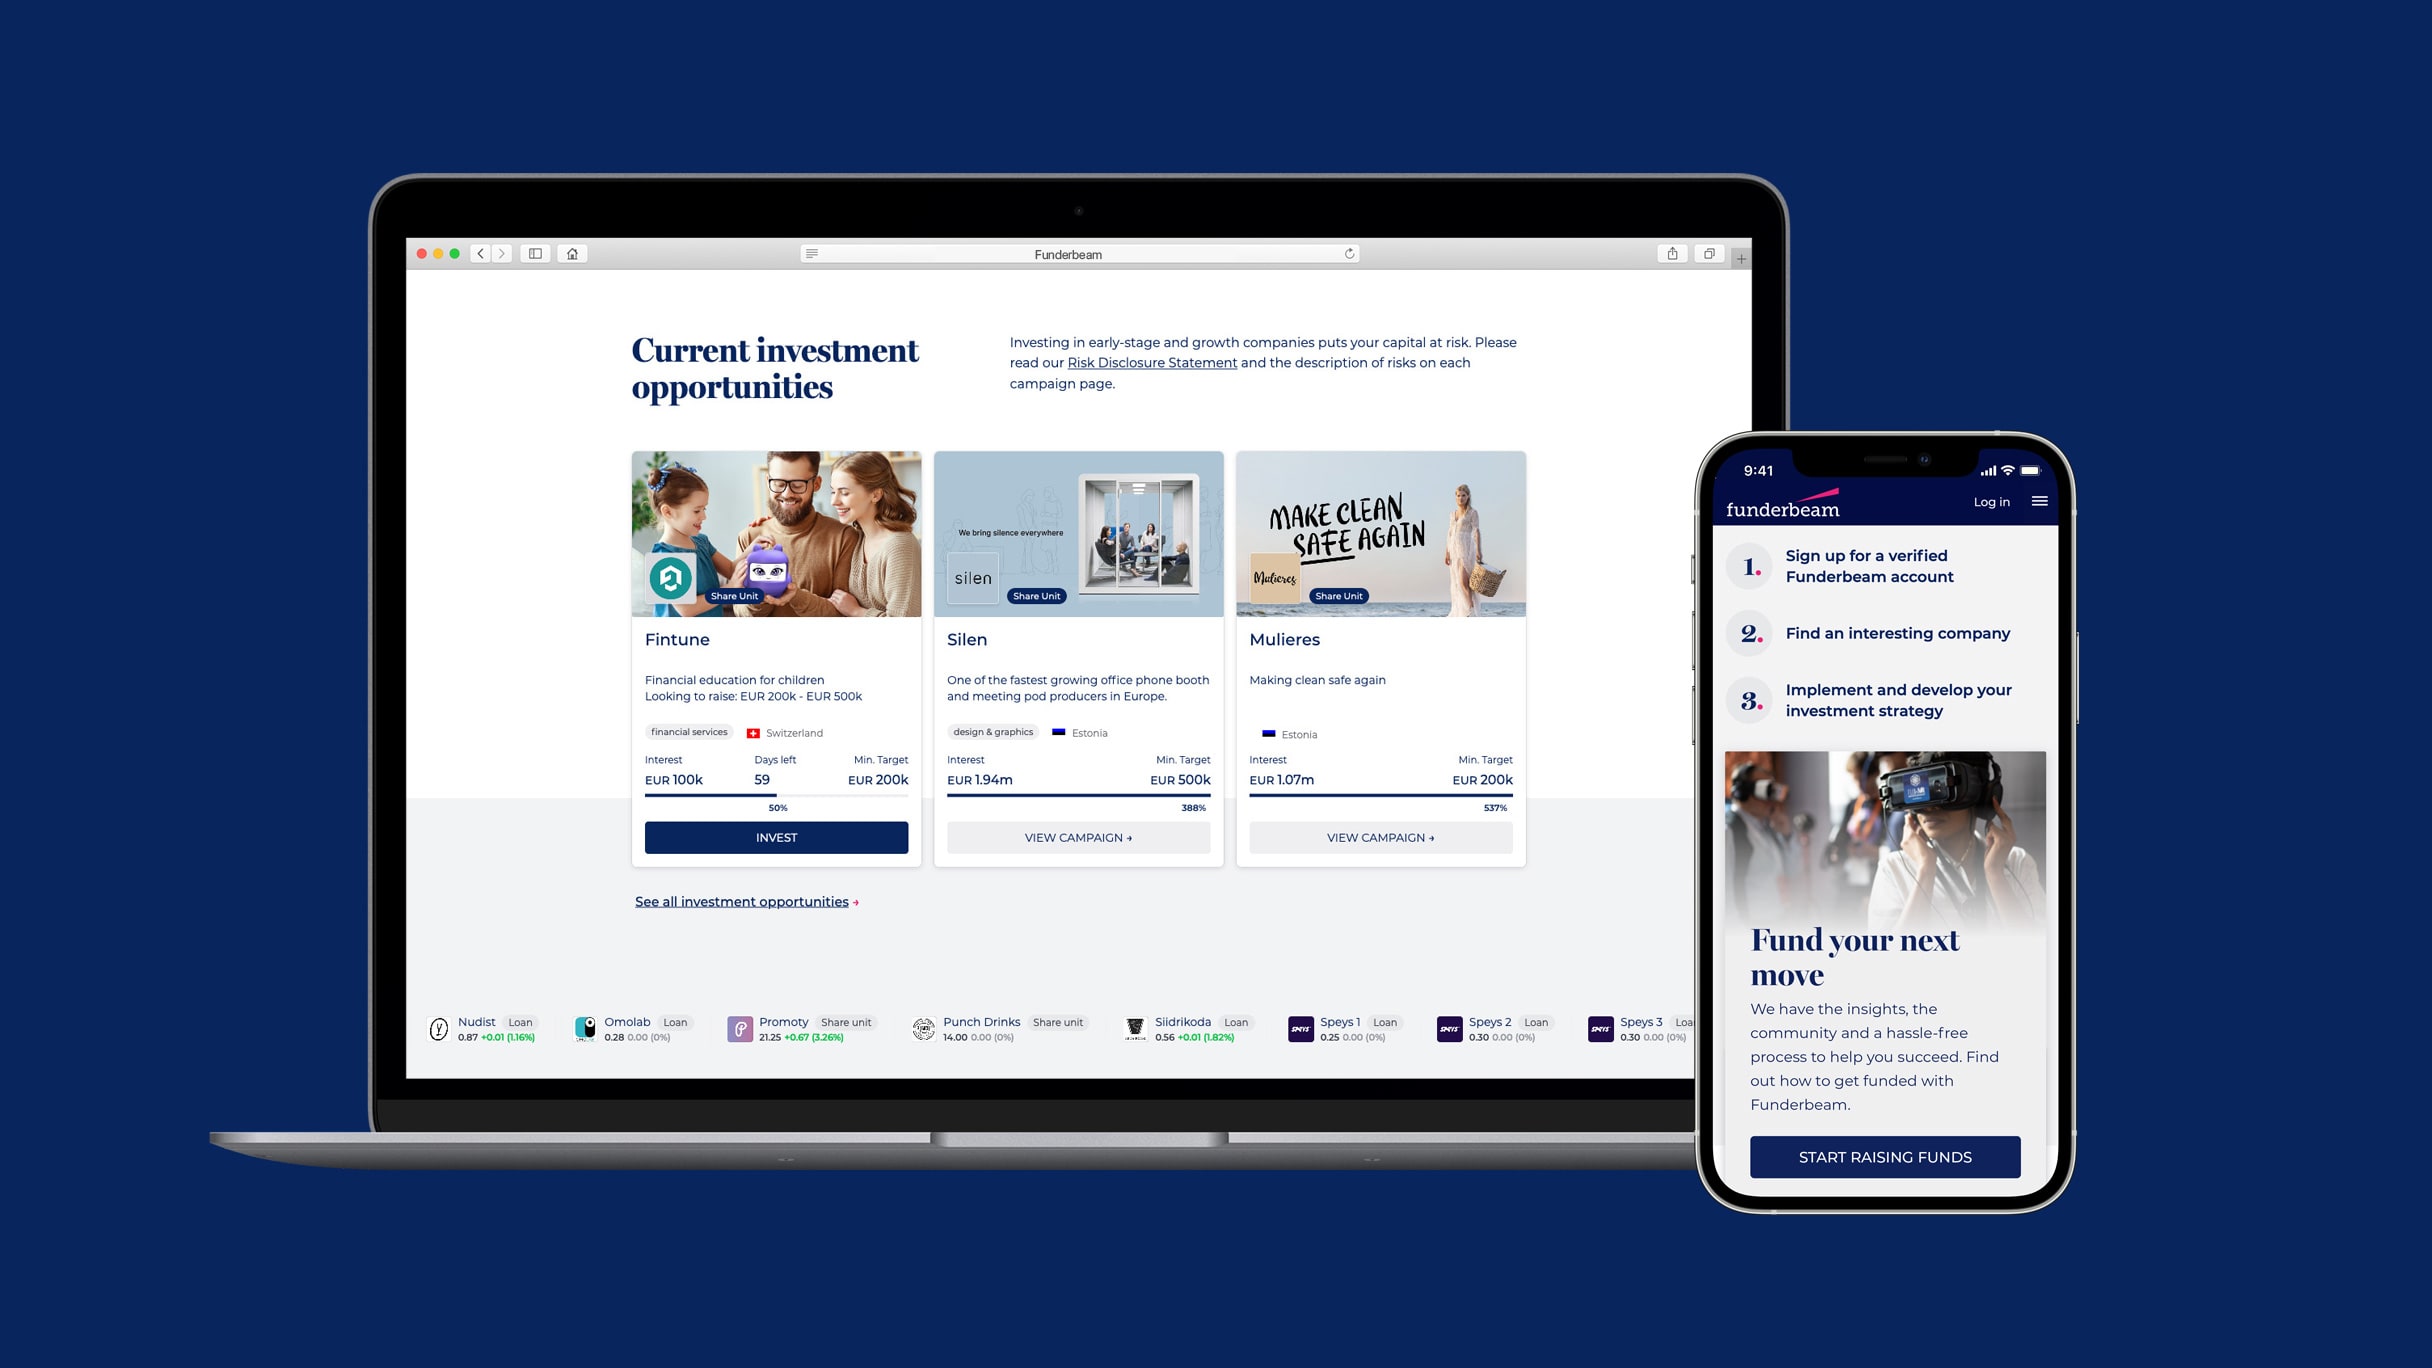 Funderbeam
Current investment
opportunities
Investing in early-stage and growth companies puts your capital at risk. Please
read our Risk Disclosure Statement and the description of risks on each
campaign page.
Share Unit
Fintune
Financial education for children
Looking to raise: EUR 200k - EUR 500k
financial services
Switzerland
Interest Days left Min. Target
EUR 100k 59 EUR 200k
50%
INVEST
We bring silence everywhere
silen
Share Unit
Silen
One of the fastest growing office phone booth
and meeting pod producers in Europe.
design & graphics
Estonia
Interest Min. Target
EUR 1.94m EUR 500k
388%
VIEW CAMPAIGN →
MAKE CLEAN
SAFE AGAIN
Mulieres
Share Unit
Mulieres
Making clean safe again
Estonia
Interest Min. Target
EUR 1.07m EUR 200k
537%
VIEW CAMPAIGN →
See all investment opportunities →
Nudist Loan
0.87 +0.01 (1.16%)
Omolab Loan
0.28 0.00 (0%)
Promoty Share unit
21.25 +0.67 (3.26%)
Punch Drinks Share unit
14.00 0.00 (0%)
Siidrikoda Loan
0.56 +0.01 (1.82%)
SPEYS
Speys 1 Loan
0.25 0.00 (0%)
SPEYS
Speys 2 Loan
0.30 0.00 (0%)
SPEYS
Speys 3 Loa
0.30 0.00 (0%)
9:41
funderbeam
Log in
1. Sign up for a verified
Funderbeam account
2. Find an interesting company
3. Implement and develop your
investment strategy
Fund your next
move
We have the insights, the
community and a hassle-free
process to help you succeed. Find
out how to get funded with
Funderbeam.
START RAISING FUNDS